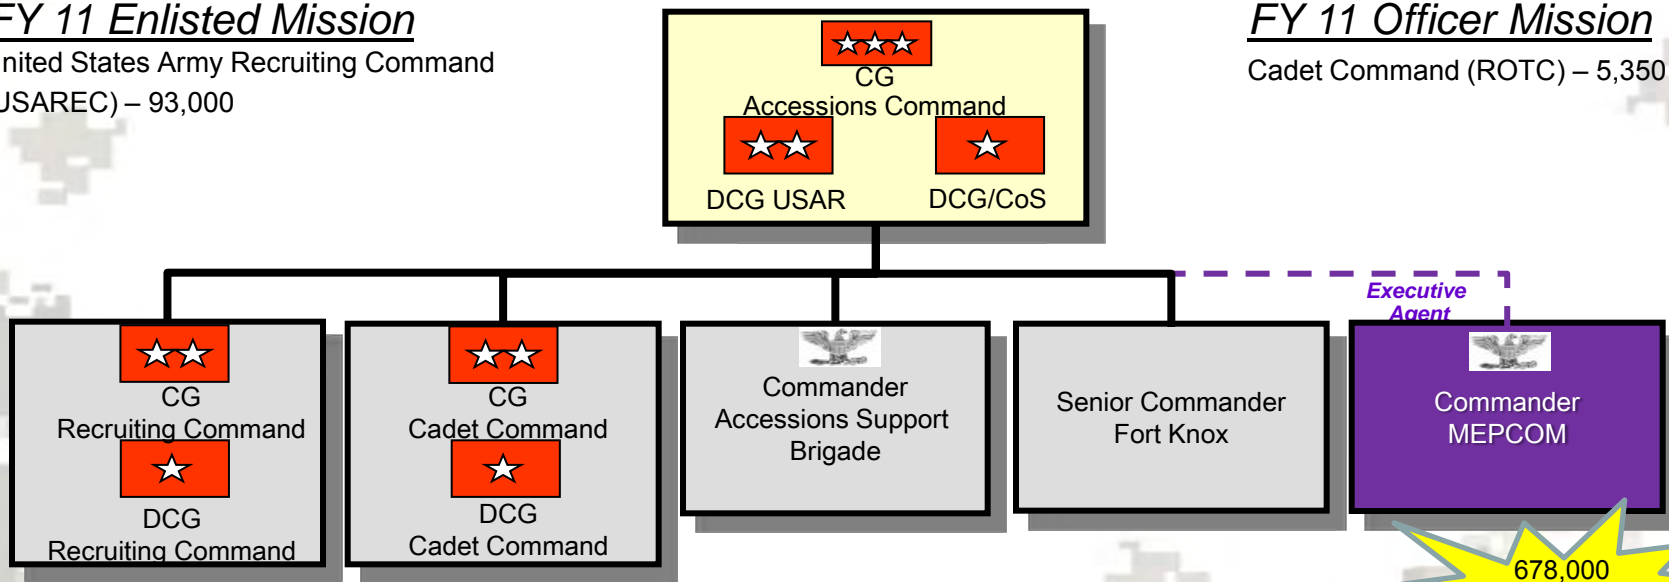 FY 11 Enlisted Mission
United States Army Recruiting Command
(USAREC) – 93,000
FY 11 Officer Mission
Cadet Command (ROTC) – 5,350
CG
Accessions Command
DCG USAR
DCG/CoS
Executive
Agent
CG
Recruiting Command
DCG
Recruiting Command
CG
Cadet Command
DCG
Cadet Command
Commander
Accessions Support
Brigade
Senior Commander
Fort Knox
Commander
MEPCOM
678,000